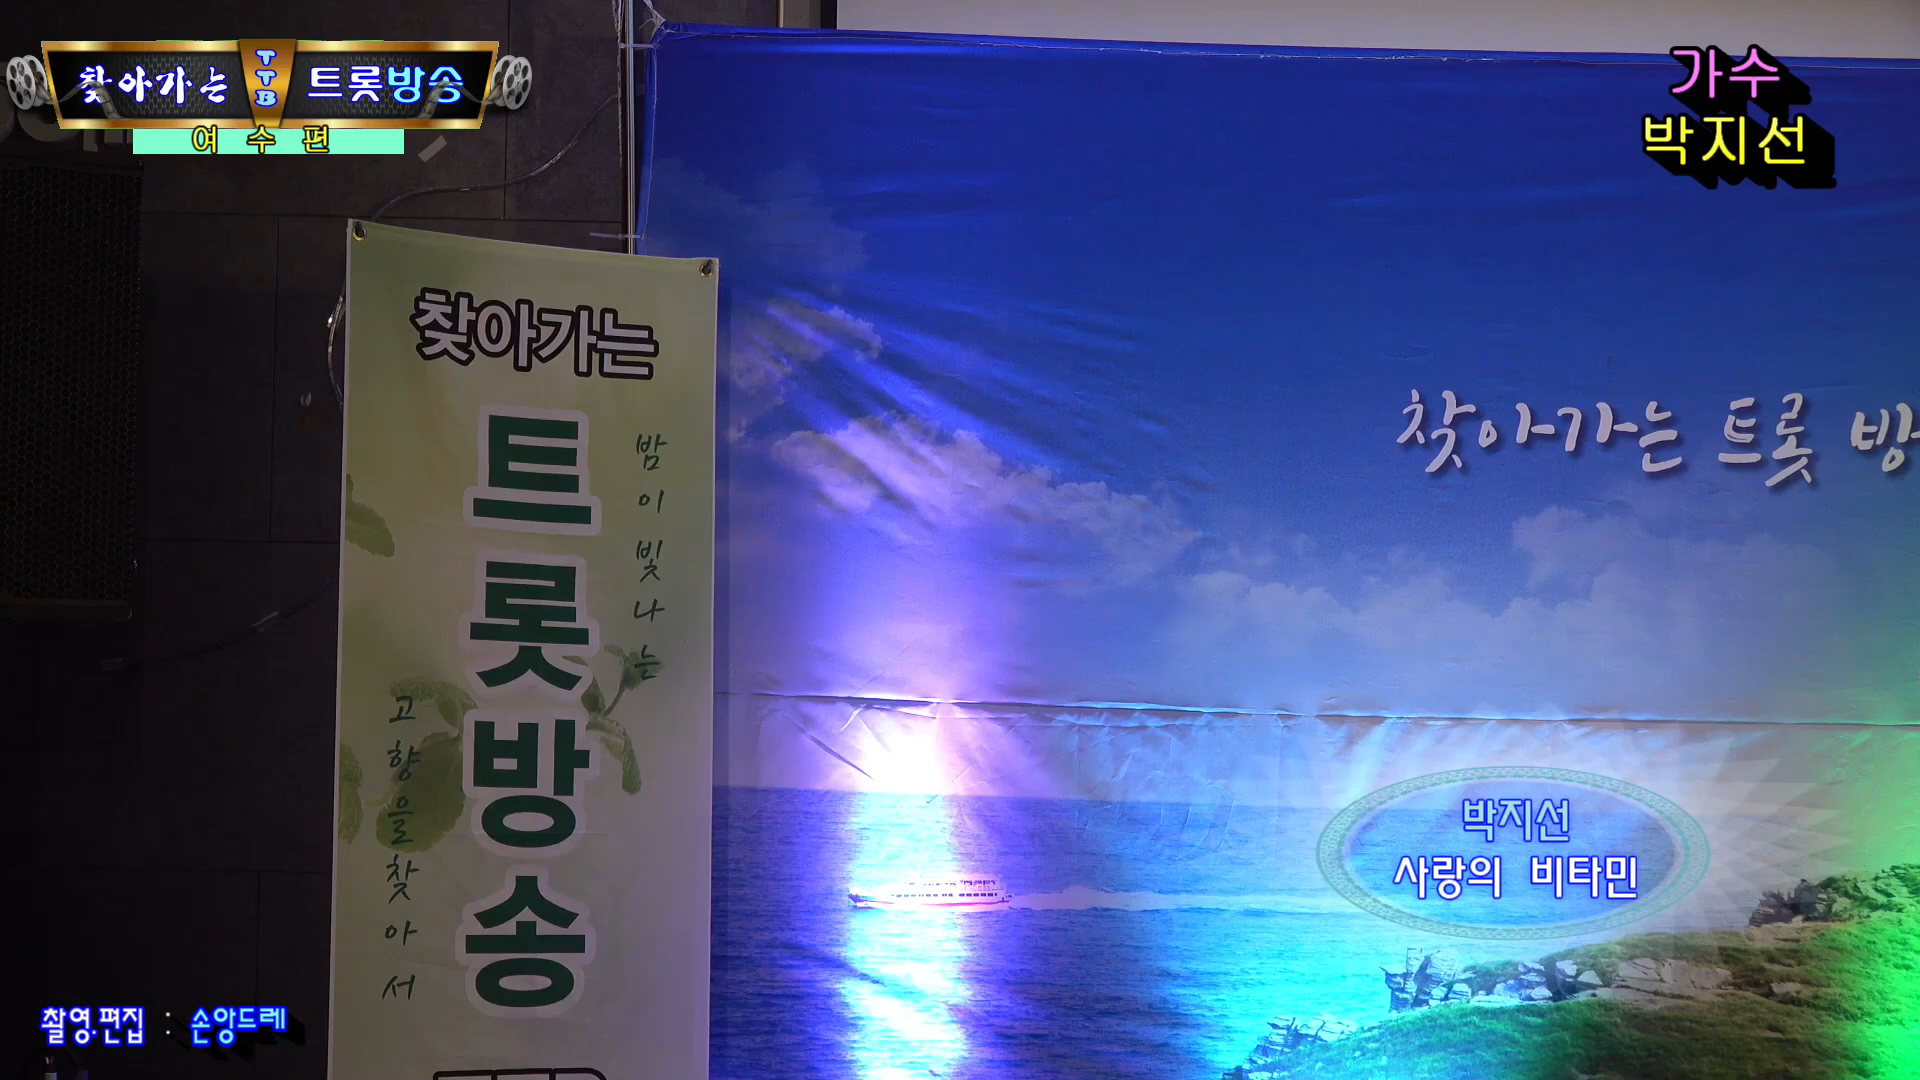 찾아가는 TTB 트롯방송
여수편
가수
박지선
찾아가는
트롯방송
밤이빛나는
고향을찾아서
찾아가는 트롯 방
박지선
사랑의 비타민
촬영.편집 : 손앙드레